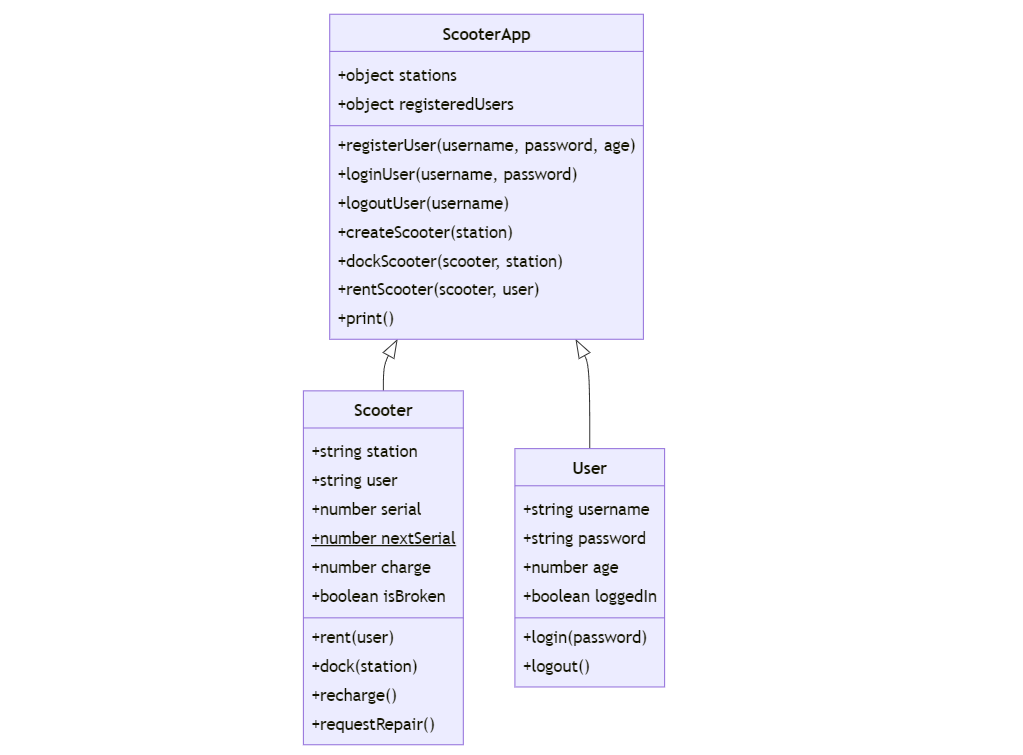 ScooterApp
+object stations
+object registeredUsers
+registerUser(username, password, age)
+loginUser(username, password)
+logoutUser(username)
+createScooter(station)
+dockScooter(scooter, station)
+rentScooter(scooter, user)
+print()
Scooter
+string station
+string user
+number serial
+number nextSerial
+number charge
+boolean isBroken
+rent(user)
+dock(station)
+recharge()
+requestRepair()
User
+string username
+string password
+number age
+boolean loggedIn
+login(password)
+logout()